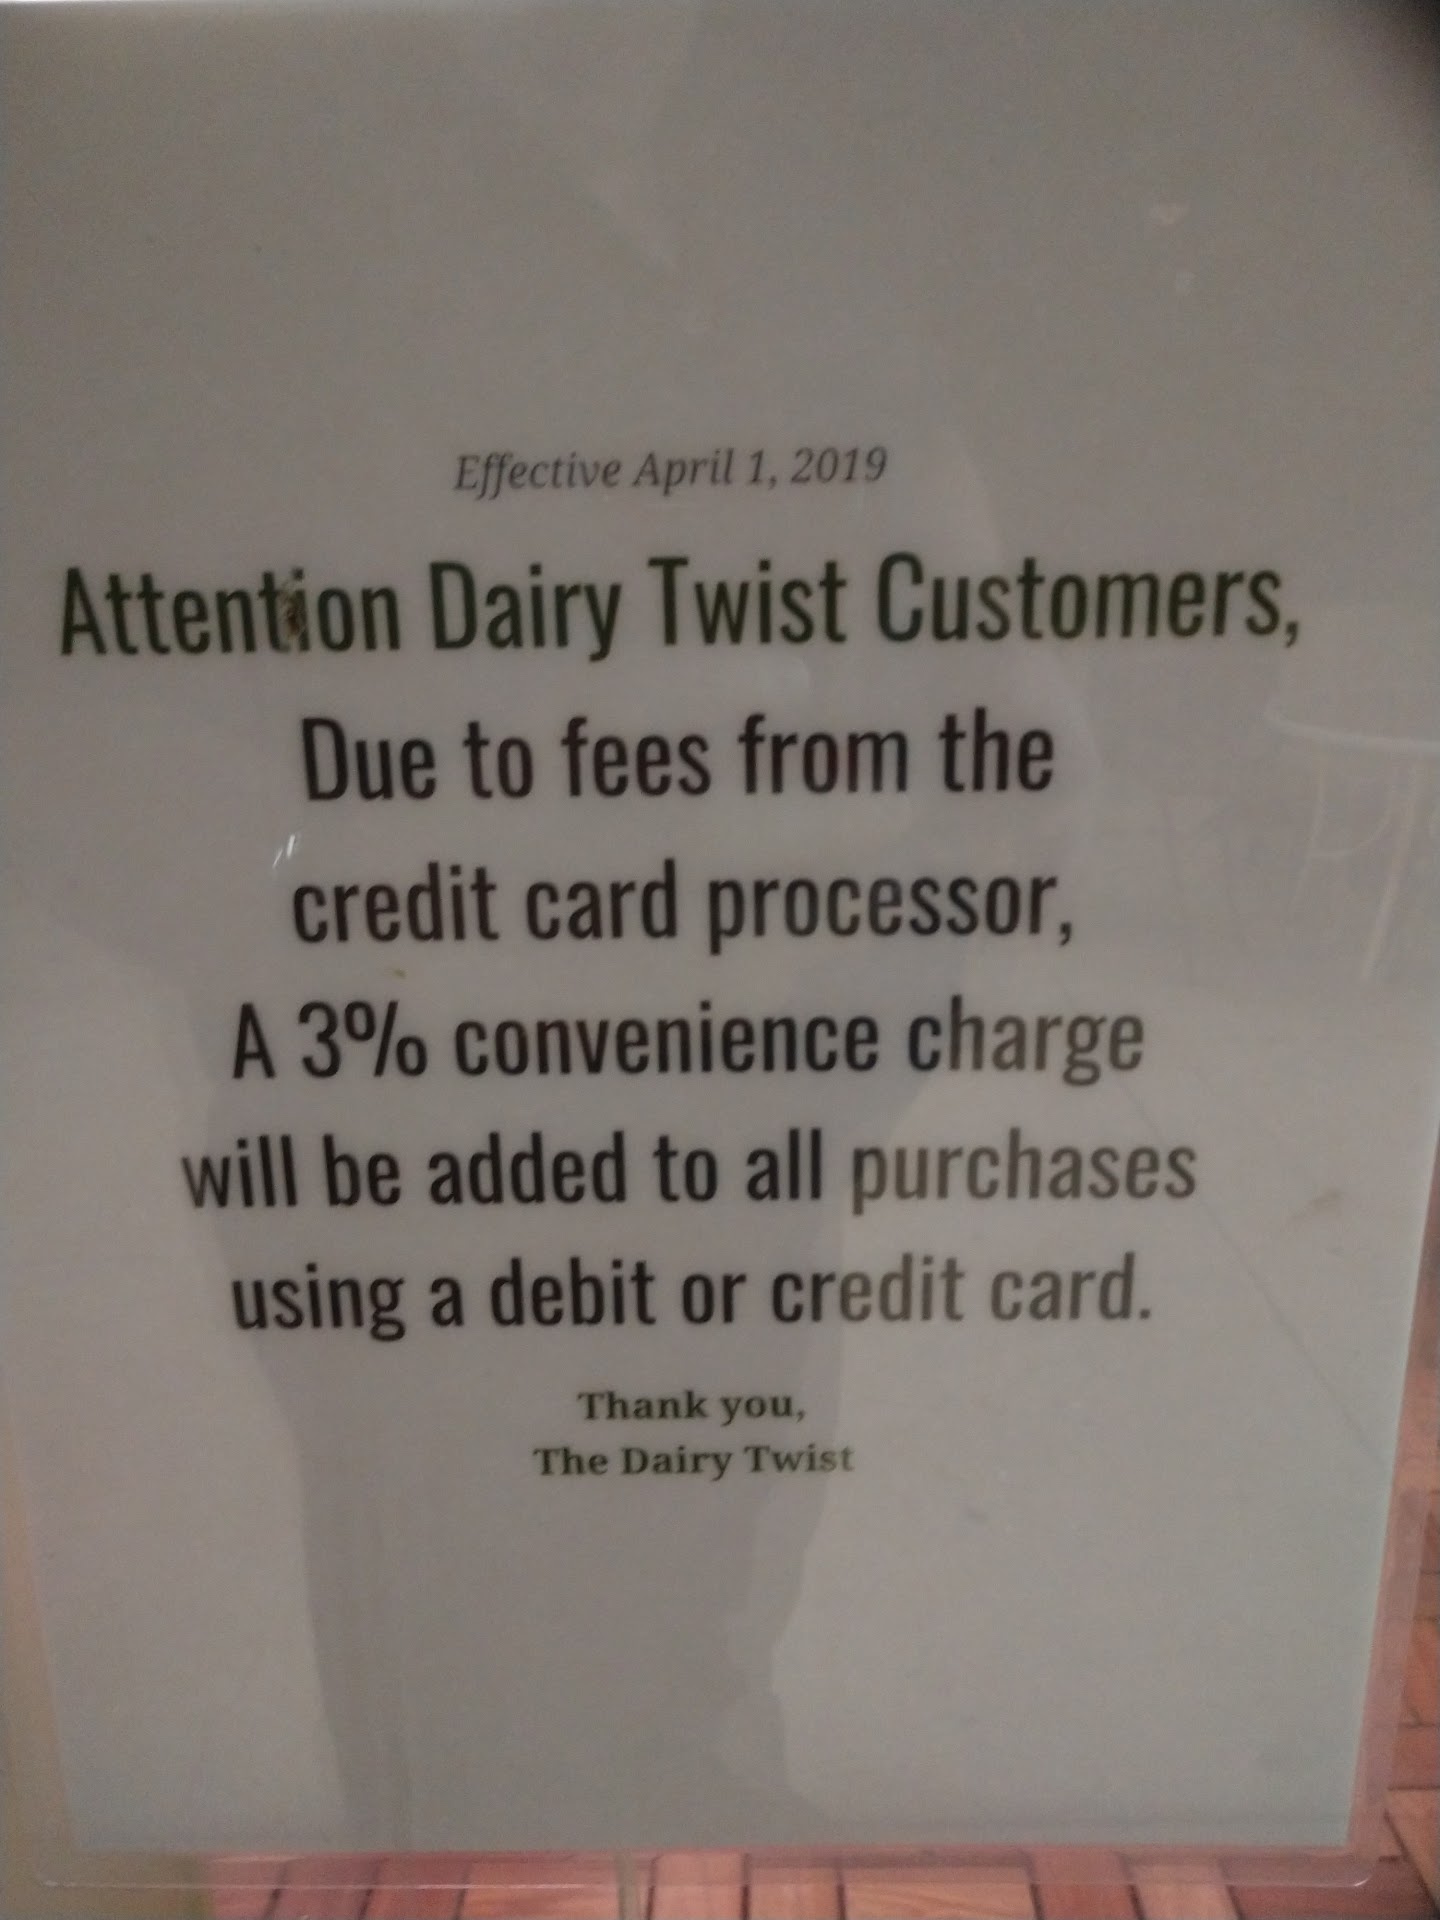 Effective April 1, 2019
Attention Dairy Twist Customers,
Due to fees from the
credit card processor,
A 3% convenience charge
will be added to all purchases
using a debit or credit card.
Thank you,
The Dairy Twist